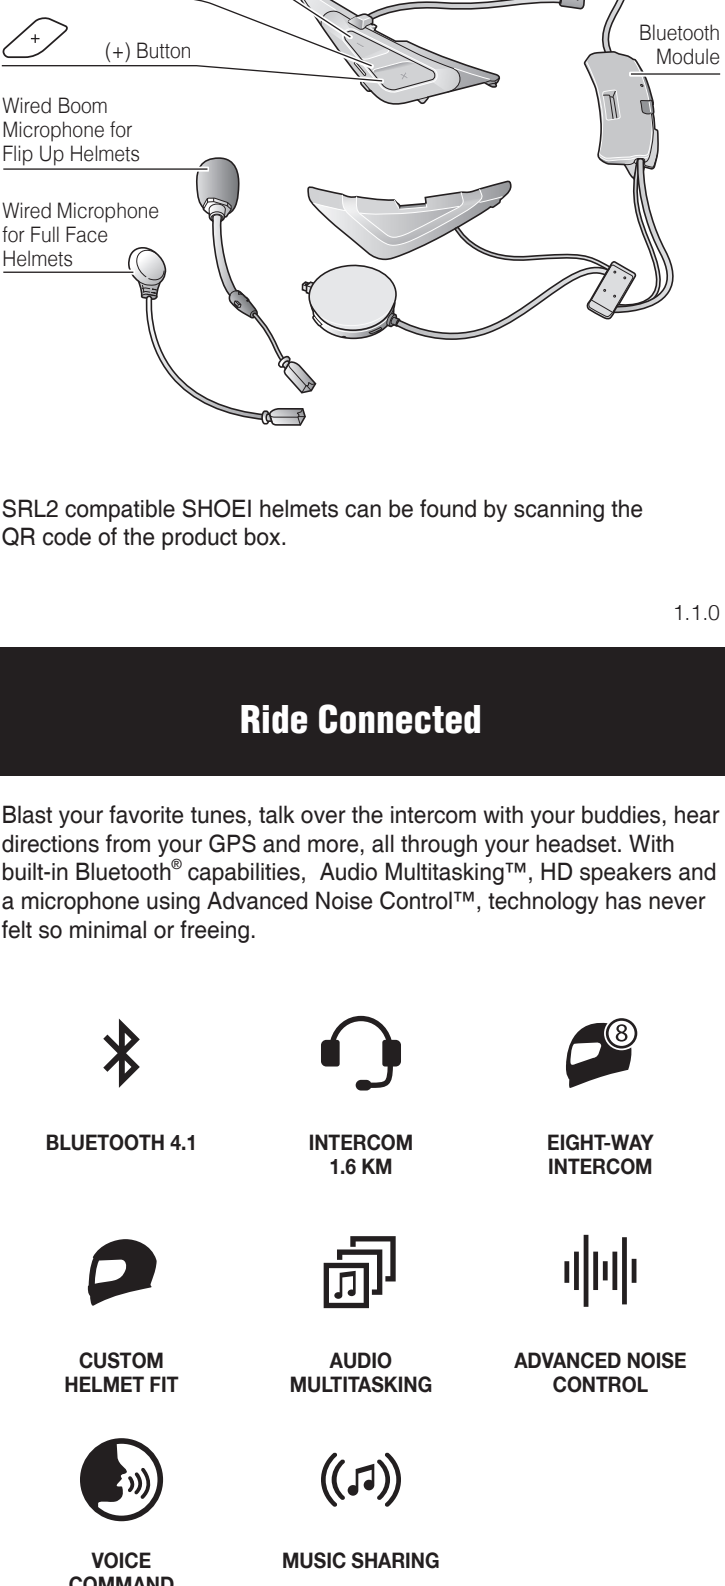 +
(+) Button
Bluetooth
Module
Wired Boom
Microphone for
Flip Up Helmets
Wired Microphone
for Full Face
Helmets
SRL2 compatible SHOEI helmets can be found by scanning the
QR code of the product box.
1.1.0
Ride Connected
Blast your favorite tunes, talk over the intercom with your buddies, hear
directions from your GPS and more, all through your headset. With
built-in Bluetooth® capabilities, Audio Multitasking™, HD speakers and
a microphone using Advanced Noise Control™, technology has never
felt so minimal or freeing.
8
BLUETOOTH 4.1
INTERCOM
1.6 KM
EIGHT-WAY
INTERCOM
CUSTOM
HELMET FIT
AUDIO
MULTITASKING
ADVANCED NOISE
CONTROL
VOICE
COMMAND
MUSIC SHARING